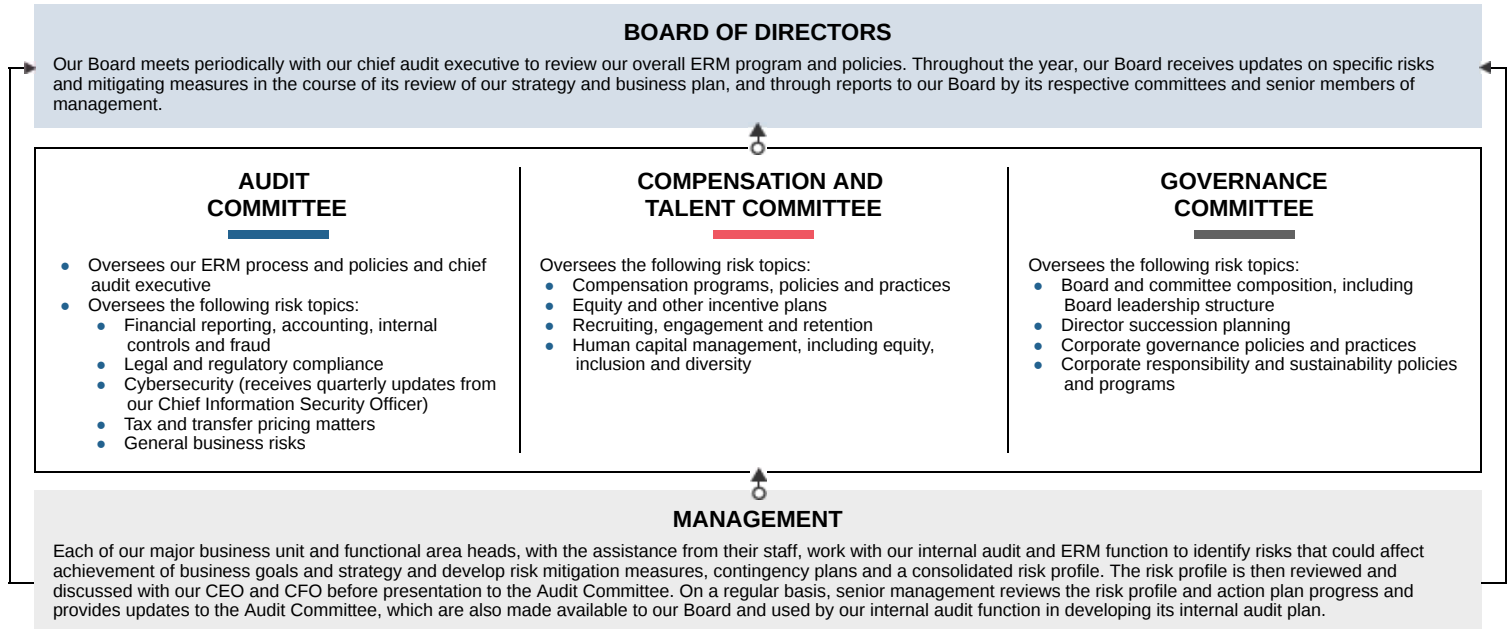 BOARD OF DIRECTORS
Our Board meets periodically with our chief audit executive to review our overall ERM program and policies. Throughout the year, our Board receives updates on specific risks
and mitigating measures in the course of its review of our strategy and business plan, and through reports to our Board by its respective committees and senior members of
management.
AUDIT
COMMITTEE
● Oversees our ERM process and policies and chief
audit executive
● Oversees the following risk topics:
● Financial reporting, accounting, internal
controls and fraud
● Legal and regulatory compliance
● Cybersecurity (receives quarterly updates from
our Chief Information Security Officer)
● Tax and transfer pricing matters
● General business risks
COMPENSATION AND
TALENT COMMITTEE
Oversees the following risk topics:
● Compensation programs, policies and practices
● Equity and other incentive plans
● Recruiting, engagement and retention
● Human capital management, including equity,
inclusion and diversity
GOVERNANCE
COMMITTEE
Oversees the following risk topics:
● Board and committee composition, including
Board leadership structure
● Director succession planning
● Corporate governance policies and practices
● Corporate responsibility and sustainability policies
and programs
MANAGEMENT
Each of our major business unit and functional area heads, with the assistance from their staff, work with our internal audit and ERM function to identify risks that could affect
achievement of business goals and strategy and develop risk mitigation measures, contingency plans and a consolidated risk profile. The risk profile is then reviewed and
discussed with our CEO and CFO before presentation to the Audit Committee. On a regular basis, senior management reviews the risk profile and action plan progress and
provides updates to the Audit Committee, which are also made available to our Board and used by our internal audit function in developing its internal audit plan.